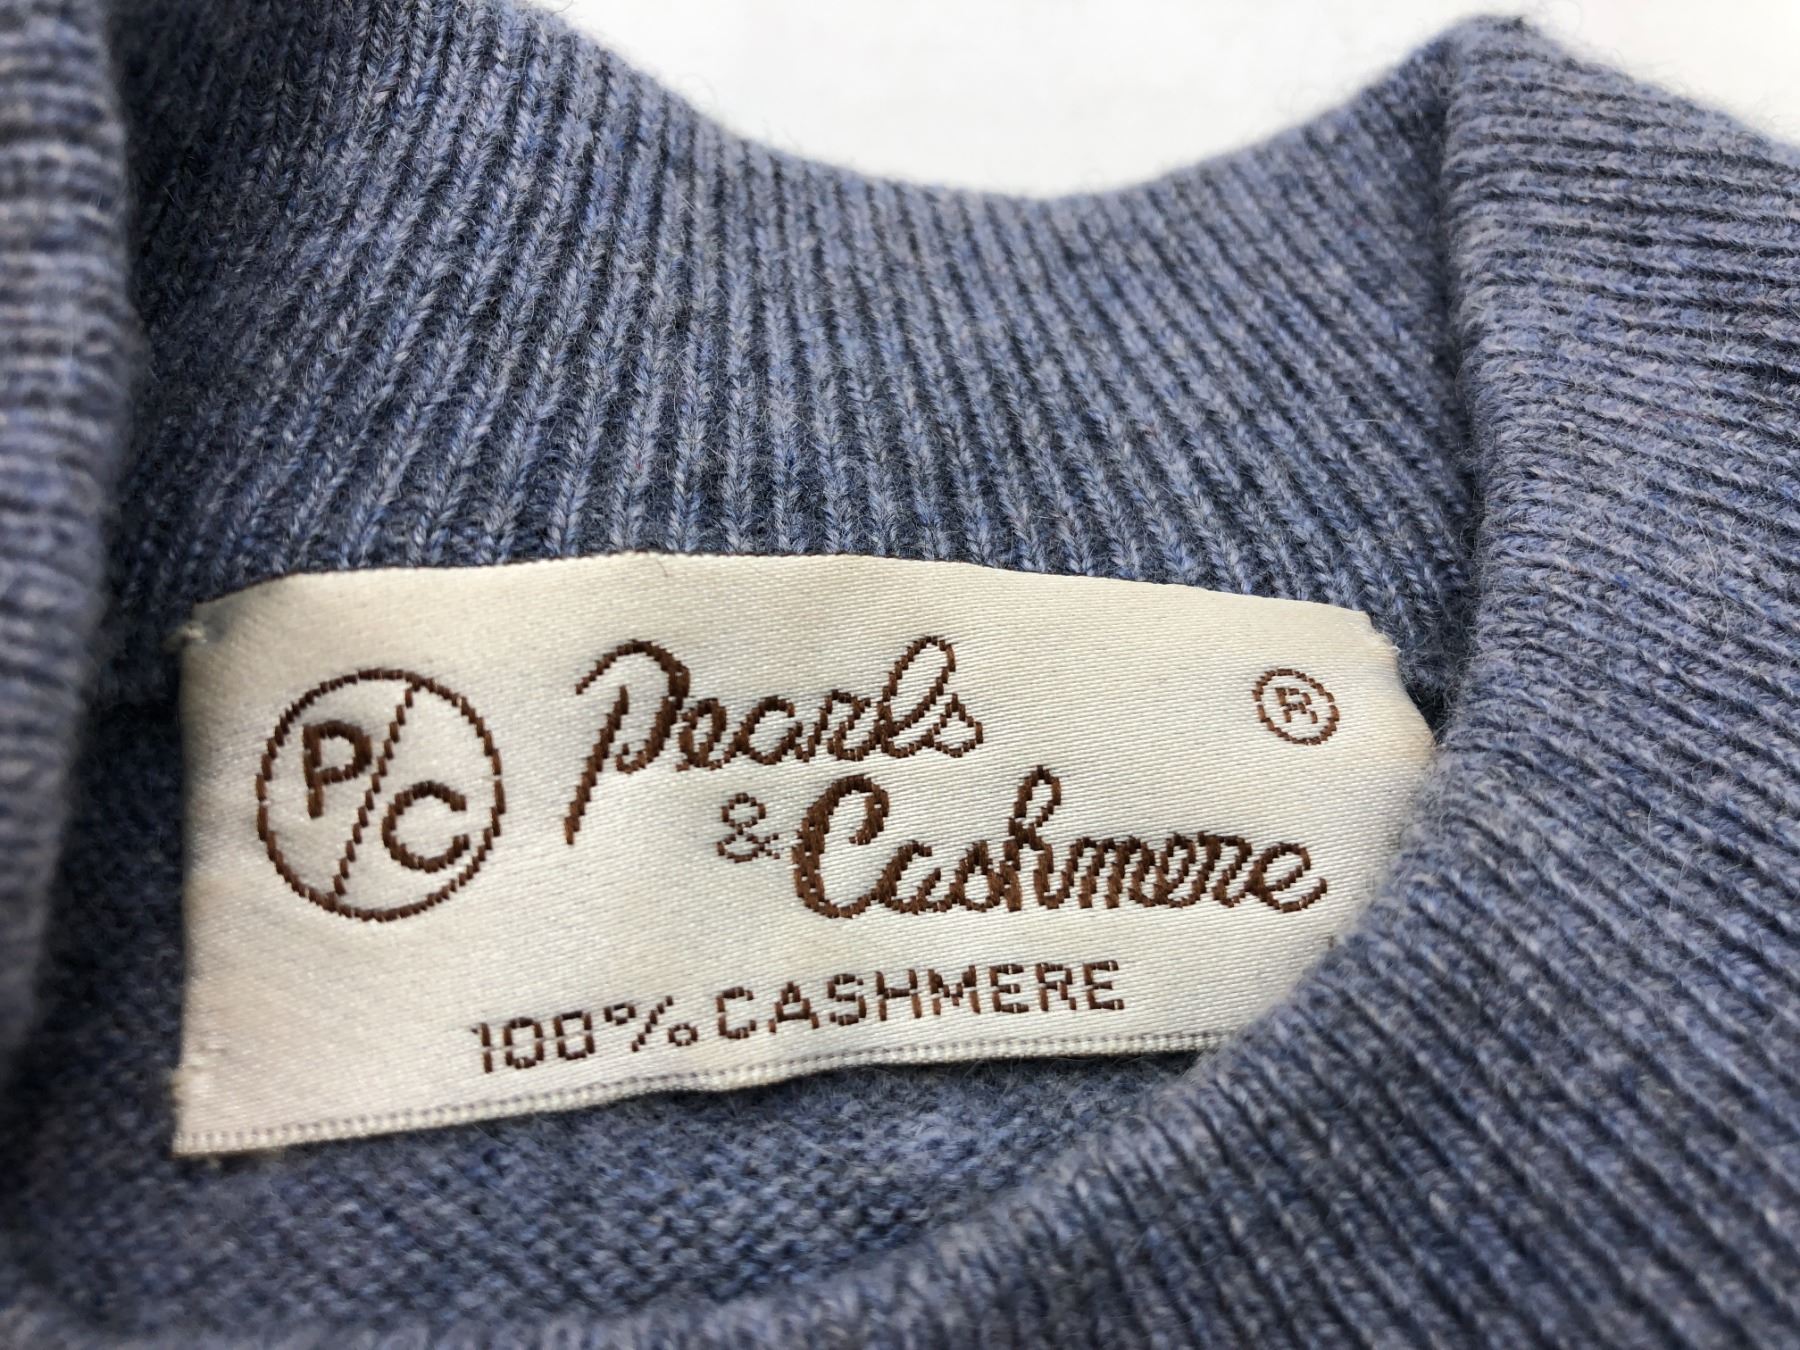 P/C
Pearls ®
& Cashmere
100% CASHMERE